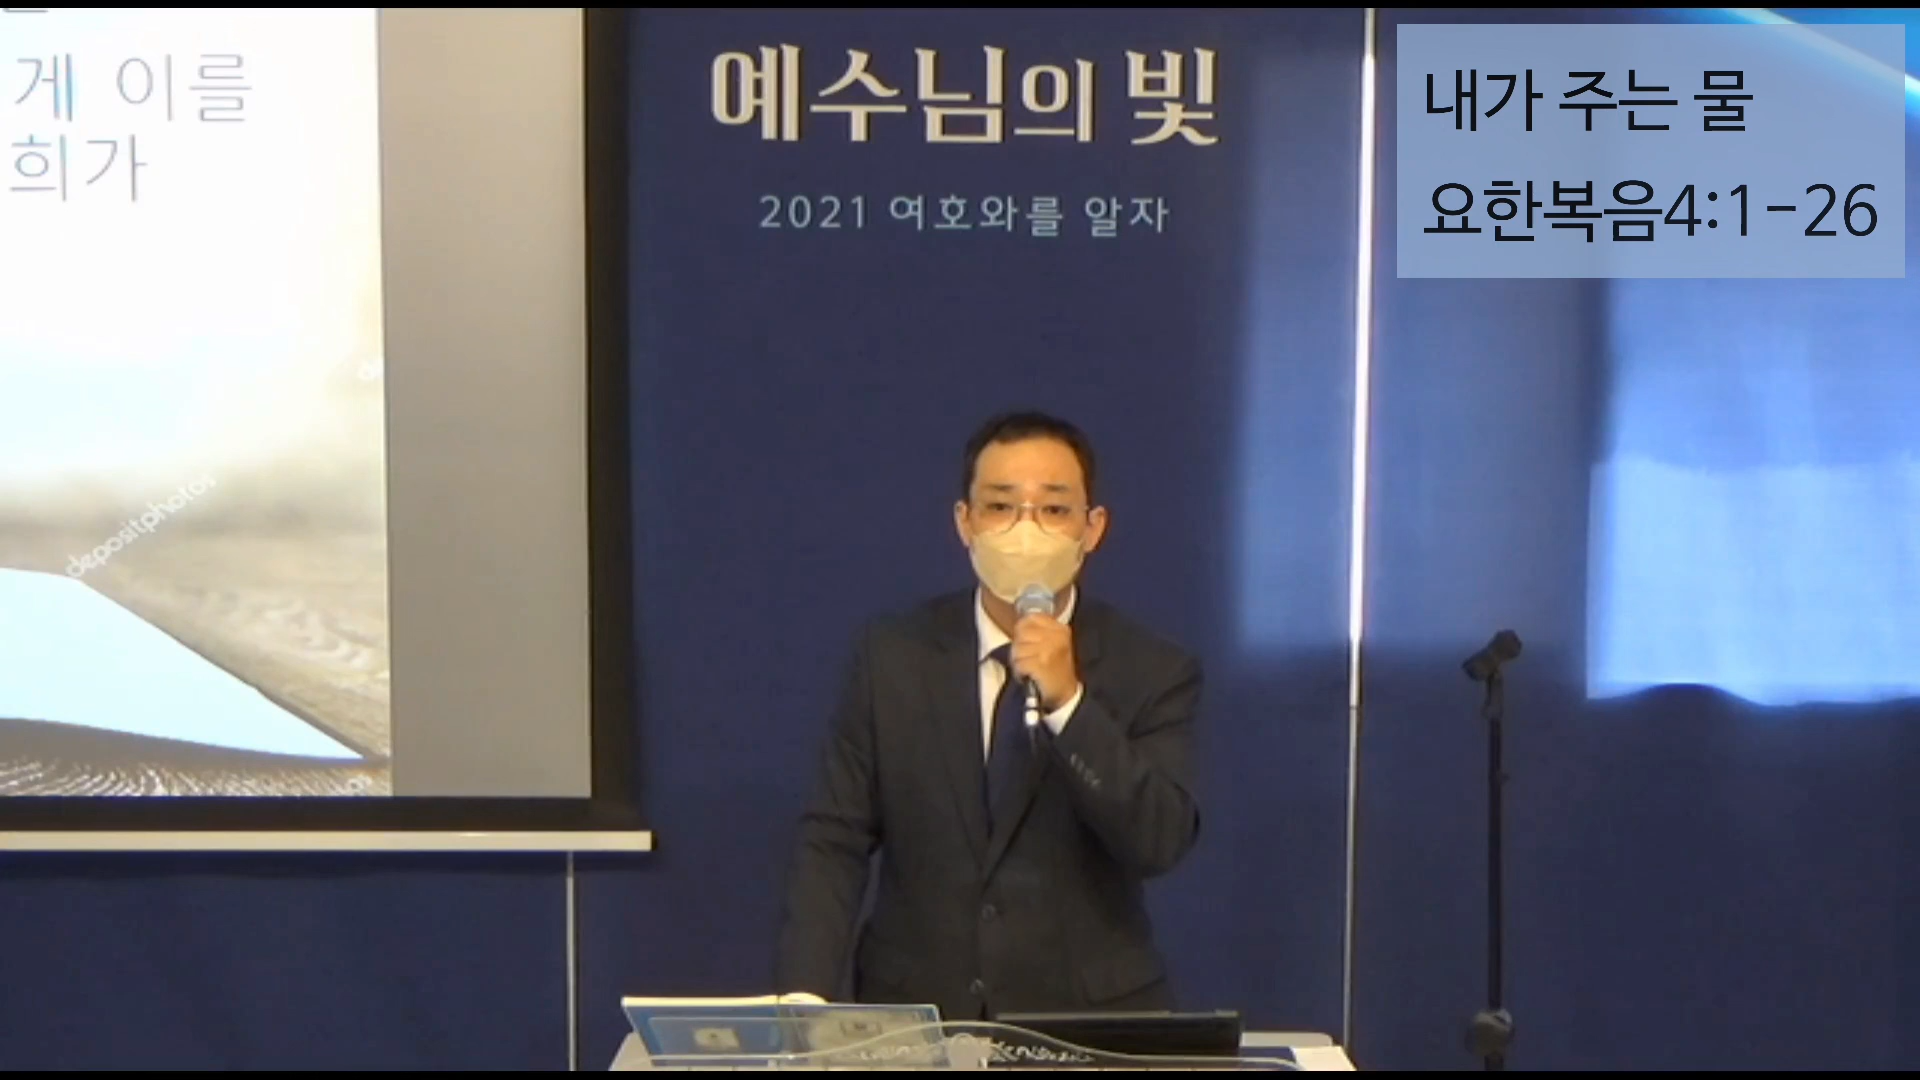 게 이를
희가
예수님의 빛
2021 여호와를 알자
내가 주는 물
요한복음4:1-26
depositphotos